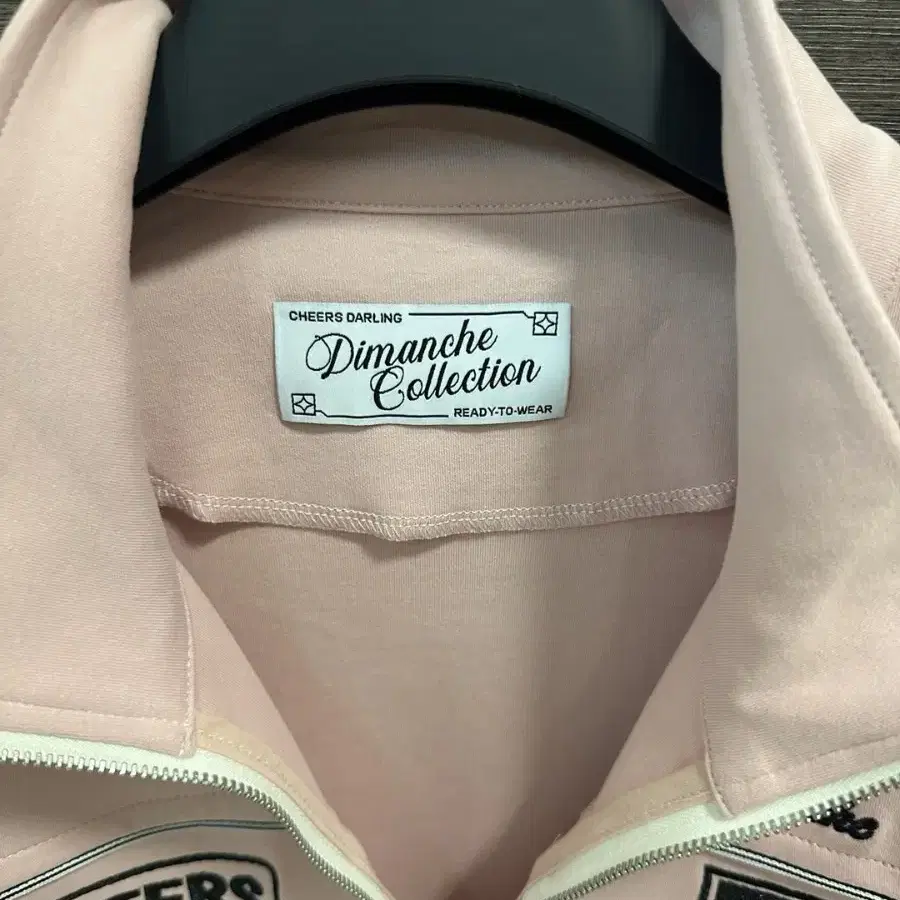 CHEERS DARLING
Dimanche
Collection
READY-TO-WEAR